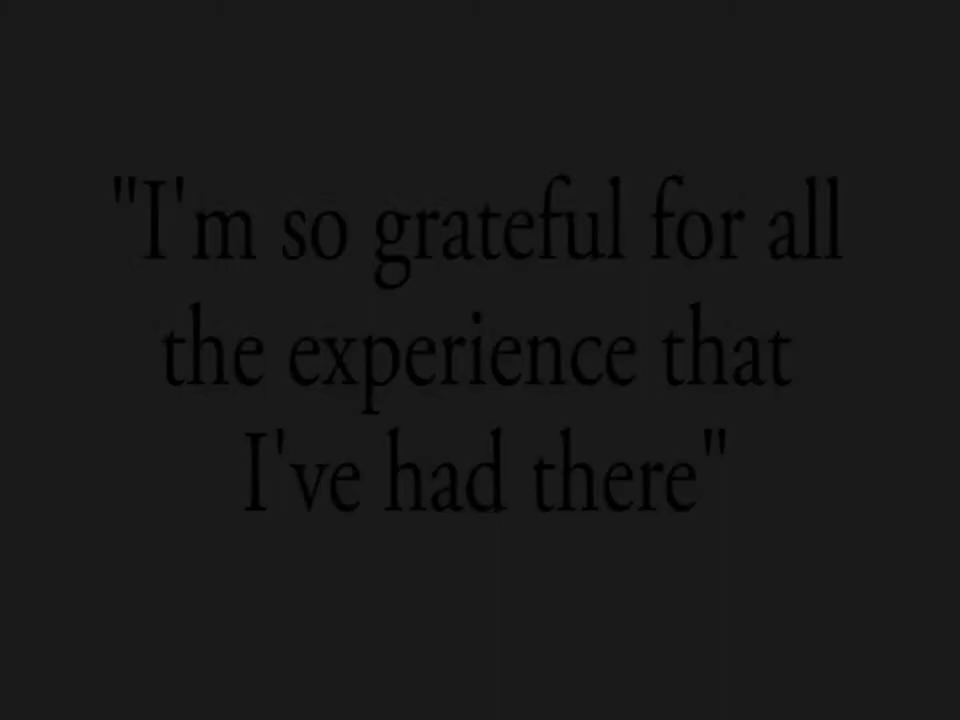 "I'm so grateful for all
the experience that
I've had there"